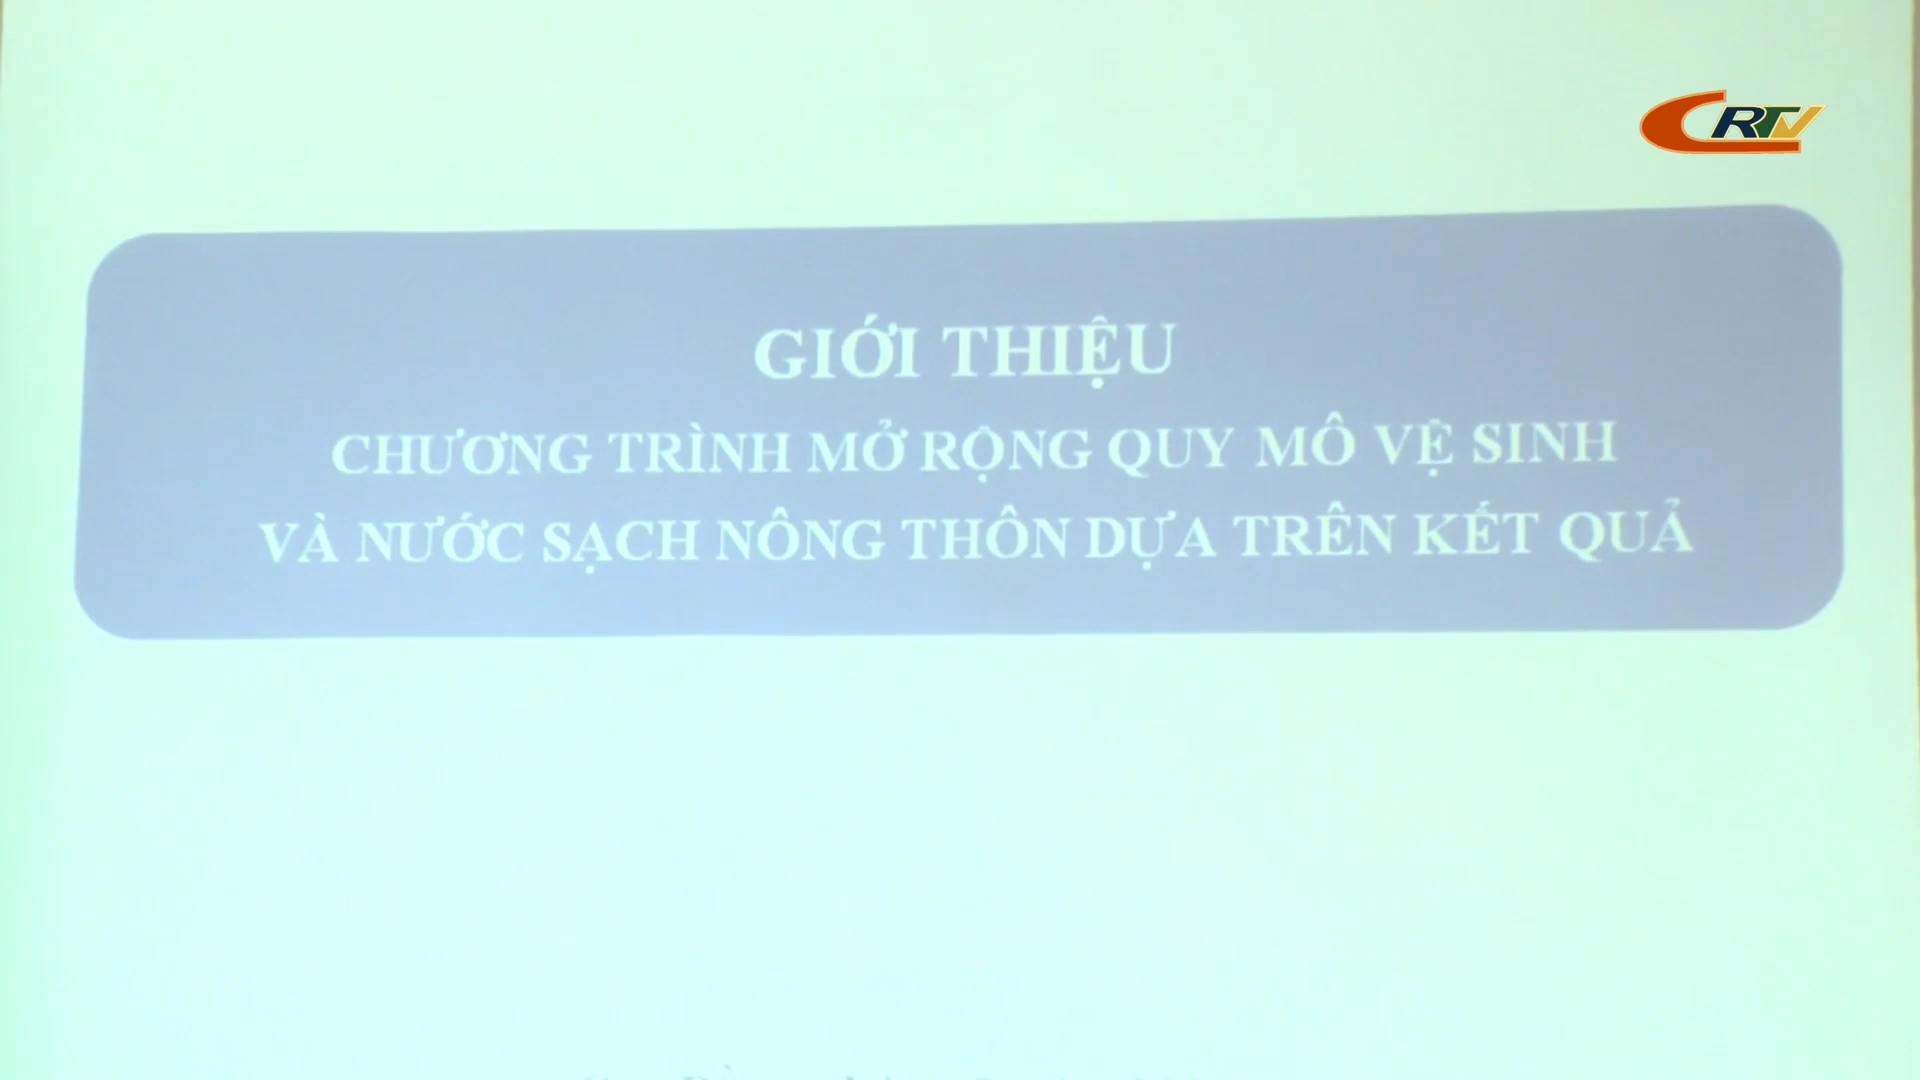 CRTV
GIỚI THIỆU
CHƯƠNG TRÌNH MỞ RỘNG QUY MÔ VỆ SINH
VÀ NƯỚC SẠCH NÔNG THÔN DỰA TRÊN KẾT QUẢ